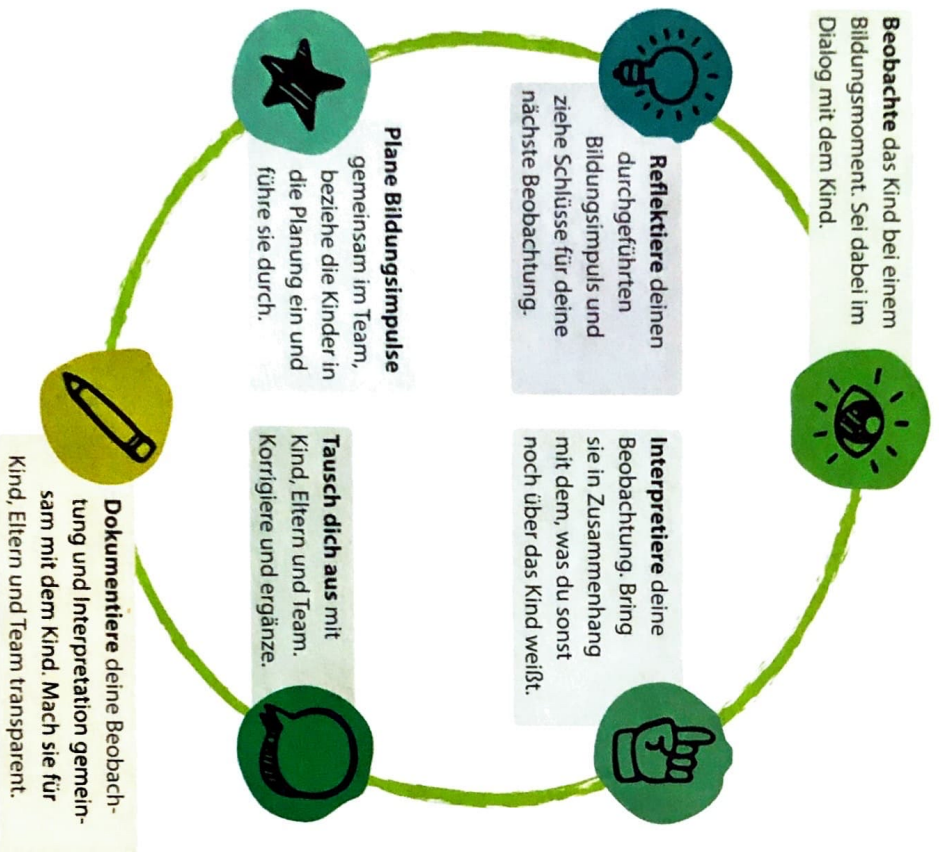 Beobachte das Kind bei einem
Bildungsmoment. Sei dabei im
Dialog mit dem Kind.
Interpretiere deine
Beobachtung. Bring
sie in Zusammenhang
mit dem, was du sonst
noch über das Kind weißt.
Tausch dich aus mit
Kind, Eltern und Team.
Korrigiere und ergänze.
Dokumentiere deine Beobach-
tung und Interpretation gemein-
sam mit dem Kind. Mach sie für
Kind, Eltern und Team transparent.
Plane Bildungsimpulse
gemeinsam im Team,
beziehe die Kinder in
die Planung ein und
führe sie durch.
Reflektiere deinen
durchgeführten
Bildungsimpuls und
ziehe Schlüsse für deine
nächste Beobachtung.